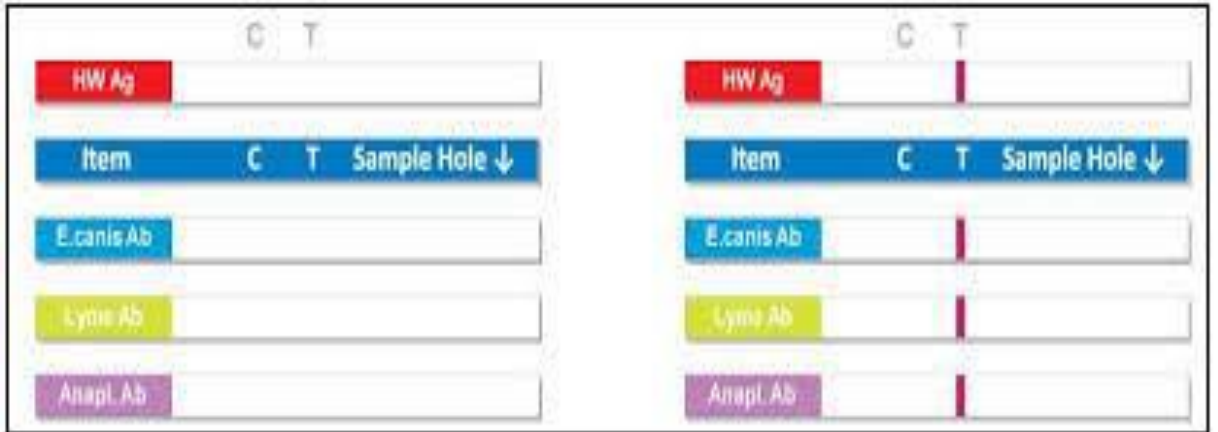 C T
HW Ag
Item C T Sample Hole ↓
E.canis Ab
Lyme Ab
Anapl. Ab
C T
HW Ag
Item C T Sample Hole ↓
E.canis Ab
Lyme Ab
Anapl. Ab